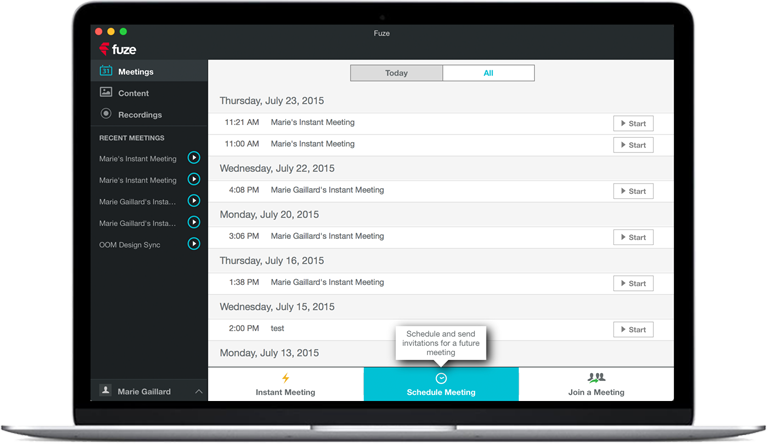 Fuze
fuze
31
Meetings
Content
Recordings
RECENT MEETINGS
Marie's Instant Meeting
Marie's Instant Meeting
Marie Gaillard's Insta...
Marie Gaillard's Insta...
OOM Design Sync
Marie Gaillard
Today
All
Thursday, July 23, 2015
11:21 AM Marie's Instant Meeting Start
11:00 AM Marie's Instant Meeting Start
Wednesday, July 22, 2015
4:08 PM Marie Gaillard's Instant Meeting Start
Monday, July 20, 2015
3:06 PM Marie Gaillard's Instant Meeting Start
Thursday, July 16, 2015
1:38 PM Marie Gaillard's Instant Meeting Start
Wednesday, July 15, 2015
2:00 PM test Start
Monday, July 13, 2015
Schedule and send
invitations for a future
meeting
Instant Meeting
Schedule Meeting
Join a Meeting